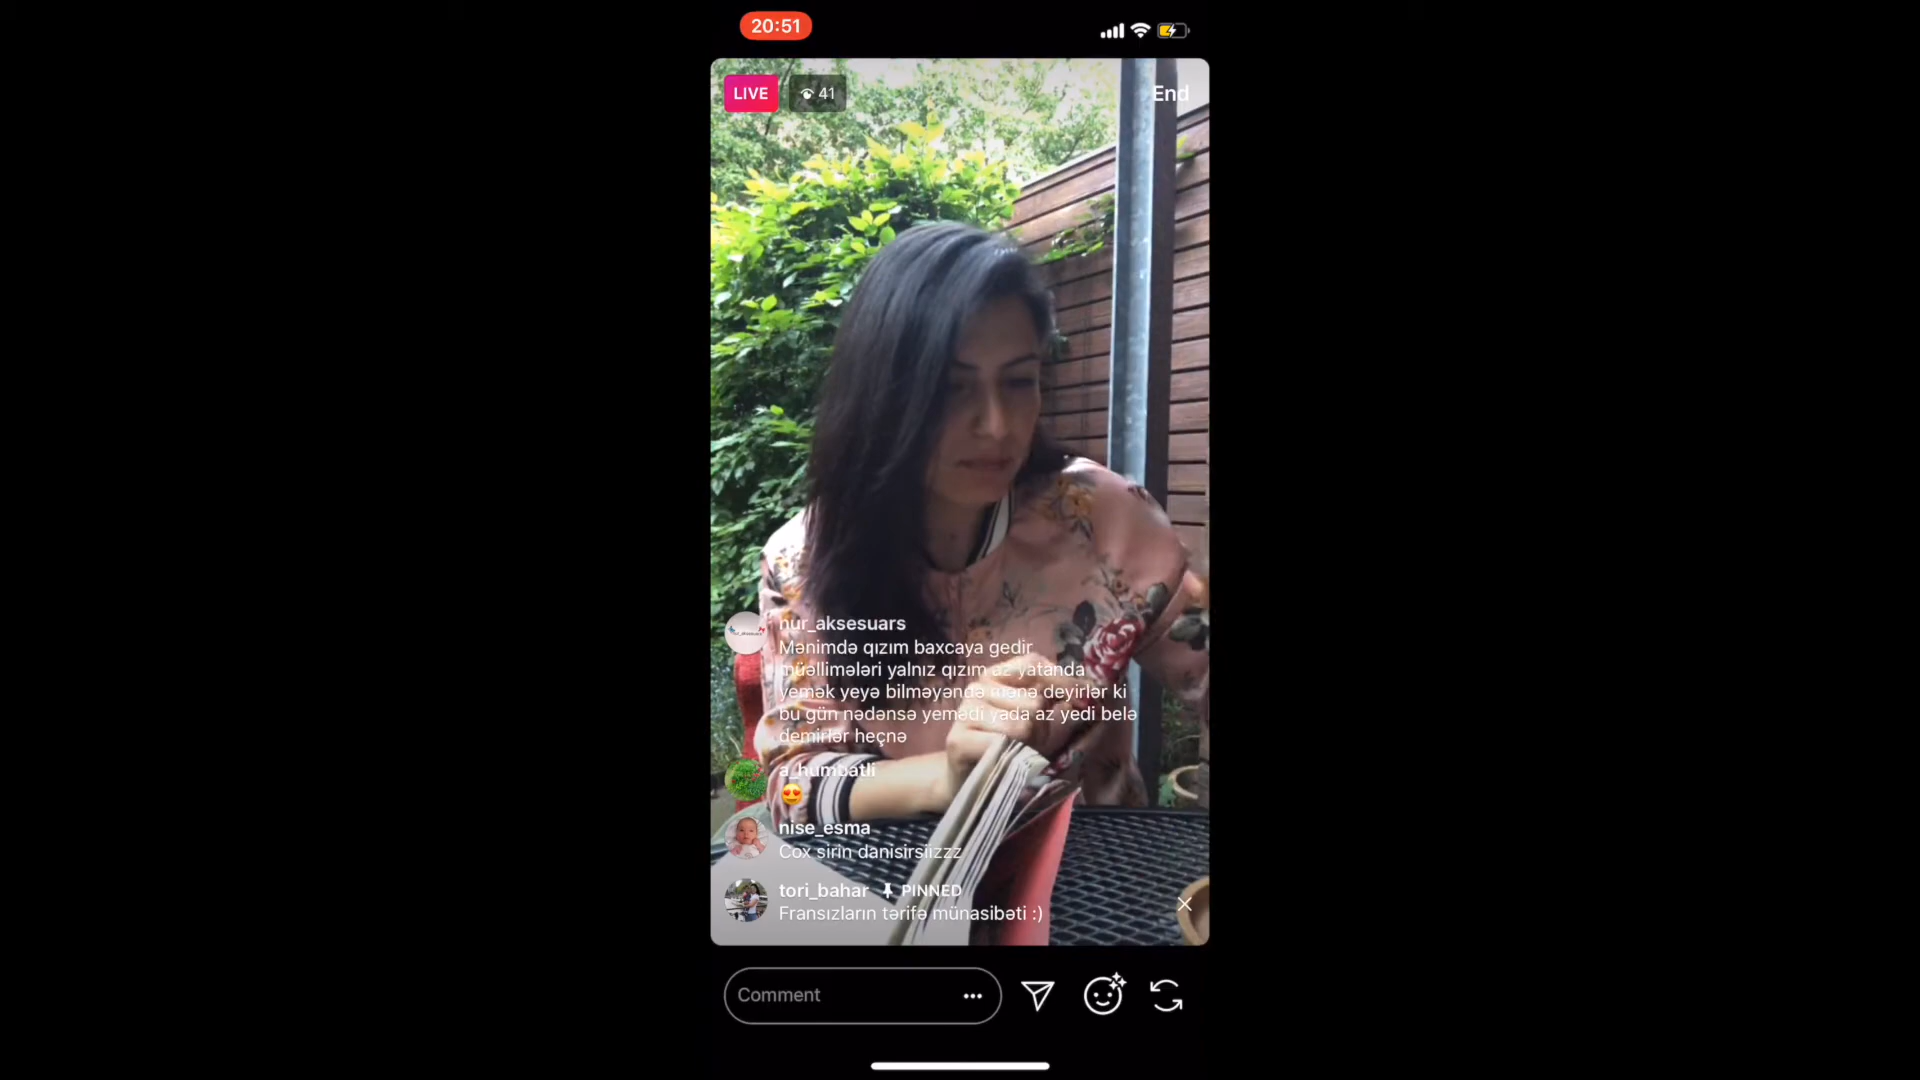 20:51
LIVE
41
End
nur_aksesuars
Mənimdə qızım baxcaya gedir
müəllimələri yalnız qızım az yatanda
yemək yeyə bilməyəndə mənə deyirlər ki
bu gün nədənsə yemədi yada az yedi belə
demirlər heçnə
a_humbatli
nise_esma
Cox sirin danisirsiizzz
tori_bahar PINNED
Fransızların tərifə münasibəti :)
Comment